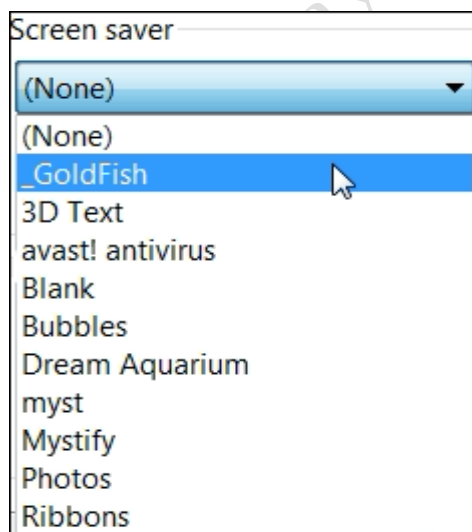 Screen saver
(None)
(None)
_GoldFish
3D Text
avast! antivirus
Blank
Bubbles
Dream Aquarium
myst
Mystify
Photos
Ribbons